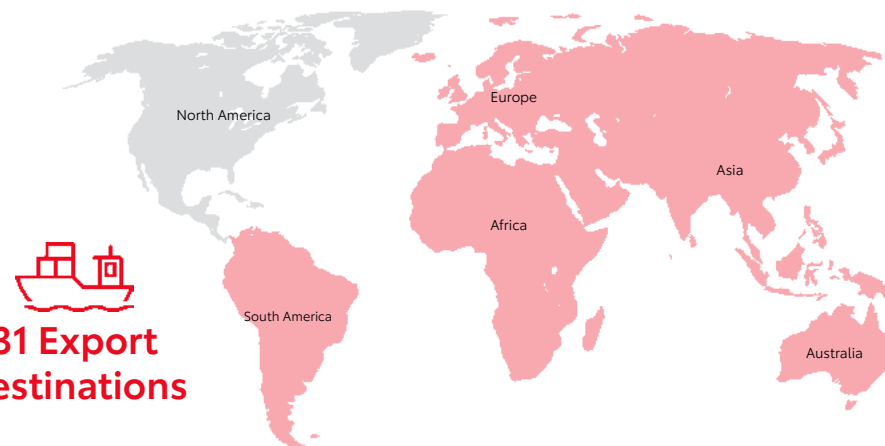 North America
Europe
Asia
Africa
South America
Australia
31 Export
estinations